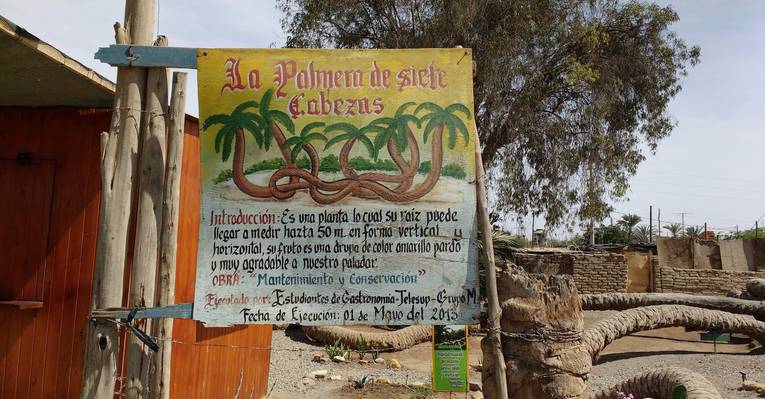 La Palmera de siete
Cabezas
Introducción: Es una planta lo cual su raíz puede
llegar a medir hasta 50 m. en forma vertical y
horizontal, su fruto es una drupa de color amarillo pardo
y muy agradable a nuestro paladar.
OBRA: "Mantenimiento y Conservación"
Ejecutado por: Estudiantes de Gastronomía-Telesup-Grupo M
Fecha de Ejecución: 01 de Mayo del 2013